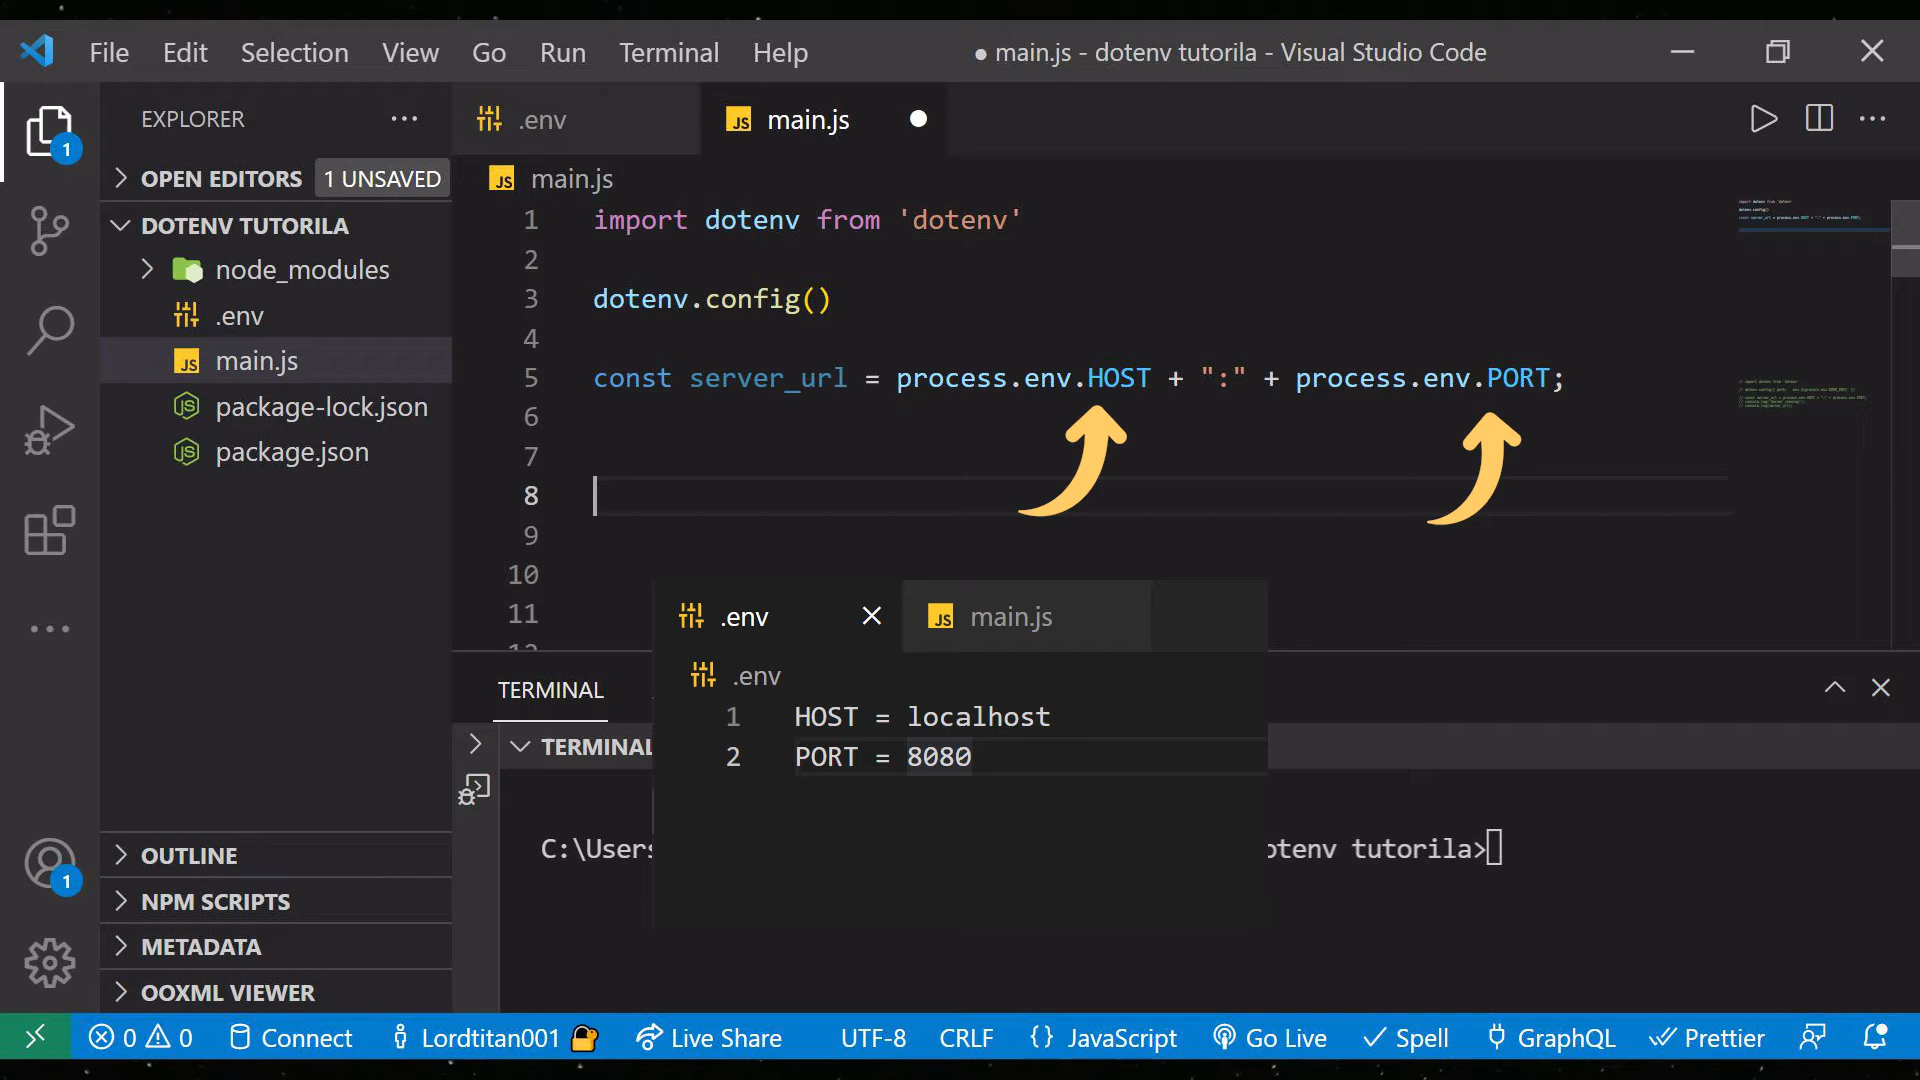 File Edit Selection View Go Run Terminal Help ● main.js - dotenv tutorila - Visual Studio Code
EXPLORER ···
.env
main.js
1
OPEN EDITORS 1 UNSAVED
DOTENV TUTORILA
node_modules
.env
main.js
package-lock.json
package.json
main.js
1 import dotenv from 'dotenv'
2
3 dotenv.config()
4
5 const server_url = process.env.HOST + ":" + process.env.PORT;
6
7
8
9
10
11
.env
main.js
.env
1 HOST = localhost
2 PORT = 8080
TERMINAL
TERMINAL
C:\Users
otenv tutorila>
1
OUTLINE
NPM SCRIPTS
METADATA
OOXML VIEWER
0 0 Connect Lordtitan001 Live Share UTF-8 CRLF {} JavaScript Go Live Spell GraphQL Prettier